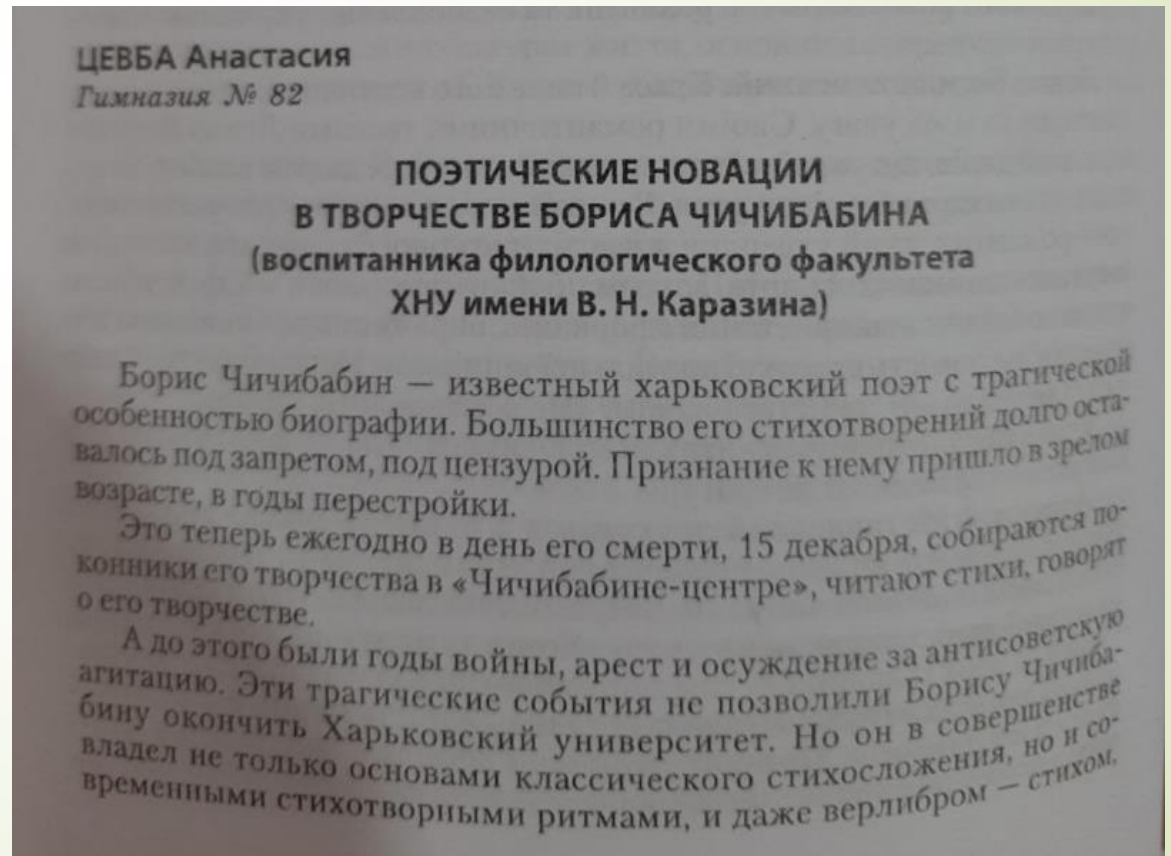 ЦЕВБА Анастасия
Гимназия № 82
ПОЭТИЧЕСКИЕ НОВАЦИИ
В ТВОРЧЕСТВЕ БОРИСА ЧИЧИБАБИНА
(воспитанника филологического факультета
ХНУ имени В. Н. Каразина)
Борис Чичибабин — известный харьковский поэт с трагической
особенностью биографии. Большинство его стихотворений долго оста-
валось под запретом, под цензурой. Признание к нему пришло в зрелом
возрасте, в годы перестройки.
Это теперь ежегодно в день его смерти, 15 декабря, собираются по-
конники его творчества в «Чичибабине-центре», читают стихи, говорят
о его творчестве.
А до этого были годы войны, арест и осуждение за антисоветскую
агитацию. Эти трагические события не позволили Борису Чичиба-
бину окончить Харьковский университет. Но он в совершенстве
владел не только основами классического стихосложения, но и со-
временными стихотворными ритмами, и даже верлибром — стихом,